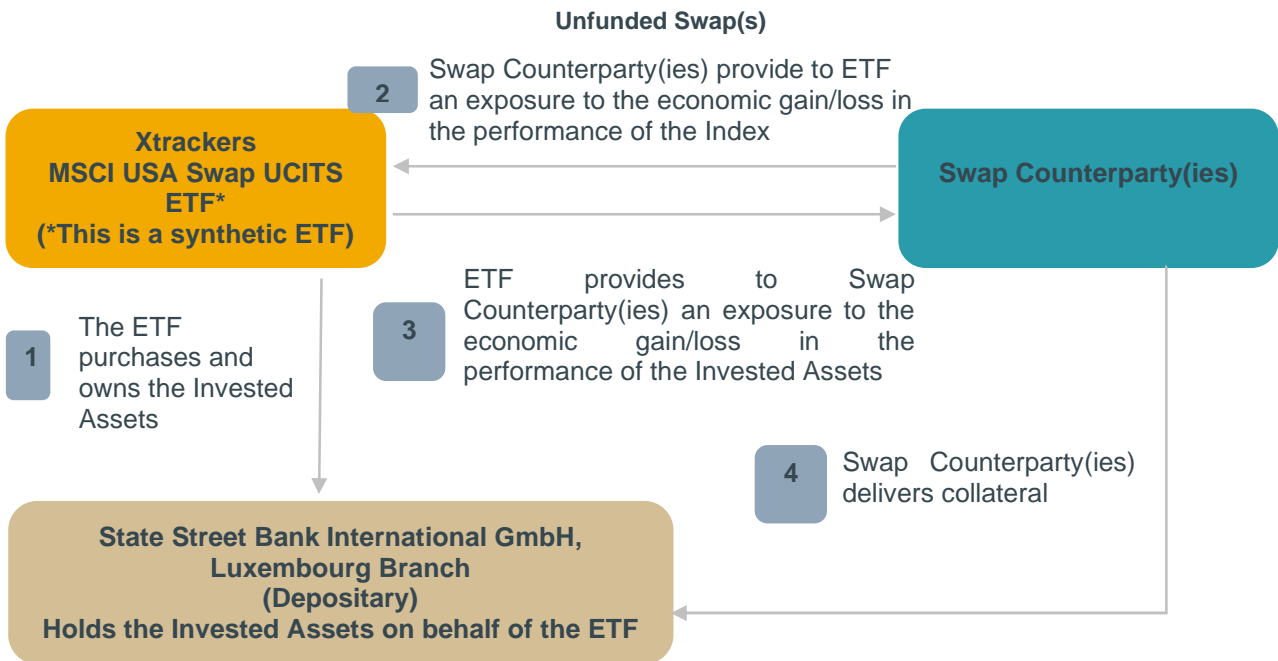 Unfunded Swap(s)
2
Swap Counterparty(ies) provide to ETF
an exposure to the economic gain/loss in
the performance of the Index
Xtrackers
MSCI USA Swap UCITS
ETF*
(*This is a synthetic ETF)
Swap Counterparty(ies)
1
The ETF
purchases and
owns the Invested
Assets
3
ETF provides to Swap
Counterparty(ies) an exposure to the
economic gain/loss in the
performance of the Invested Assets
4
Swap Counterparty(ies)
delivers collateral
State Street Bank International GmbH,
Luxembourg Branch
(Depositary)
Holds the Invested Assets on behalf of the ETF